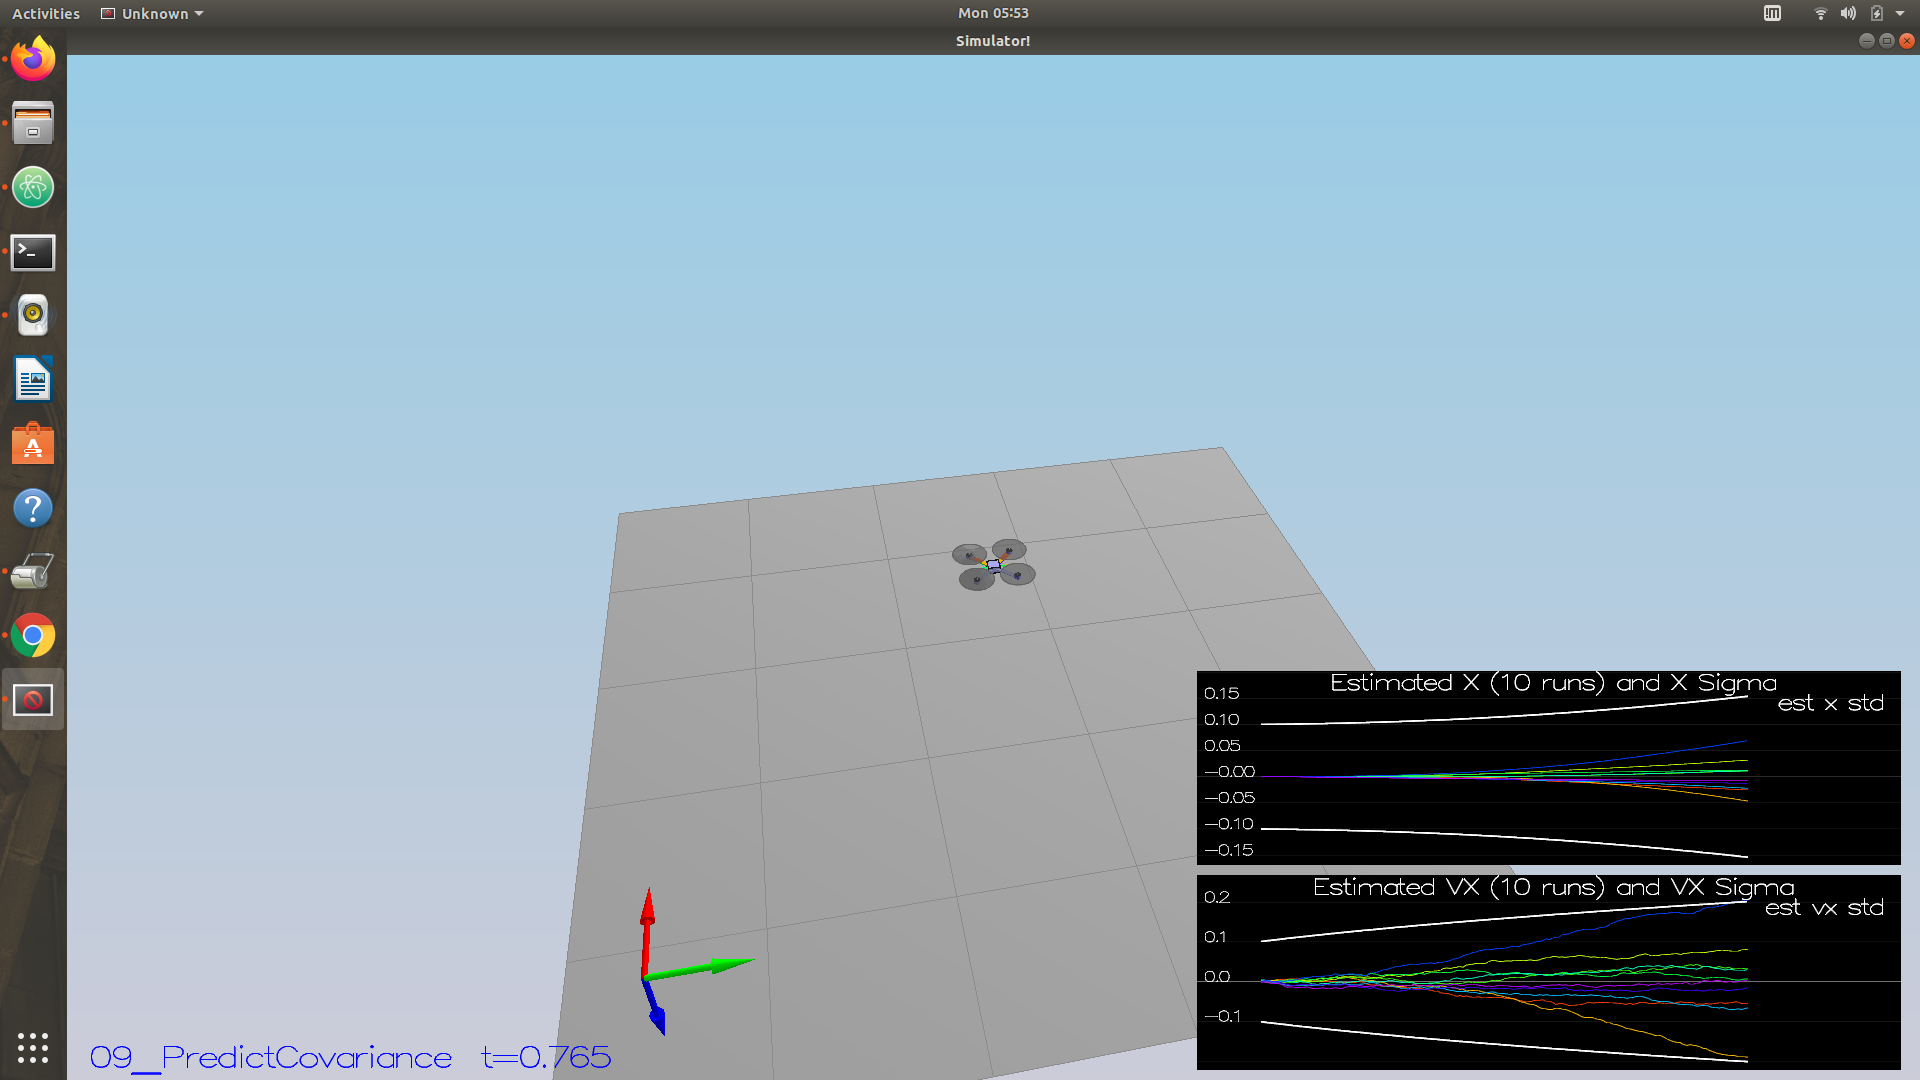 Activities
Unknown
Mon 05:53
Simulator!
Estimated X (10 runs) and X Sigma
est x std
0.15
0.10
0.05
−0.00
−0.05
−0.10
−0.15
Estimated VX (10 runs) and VX Sigma
est vx std
0.2
0.1
0.0
−0.1
09_PredictCovariance t=0.765